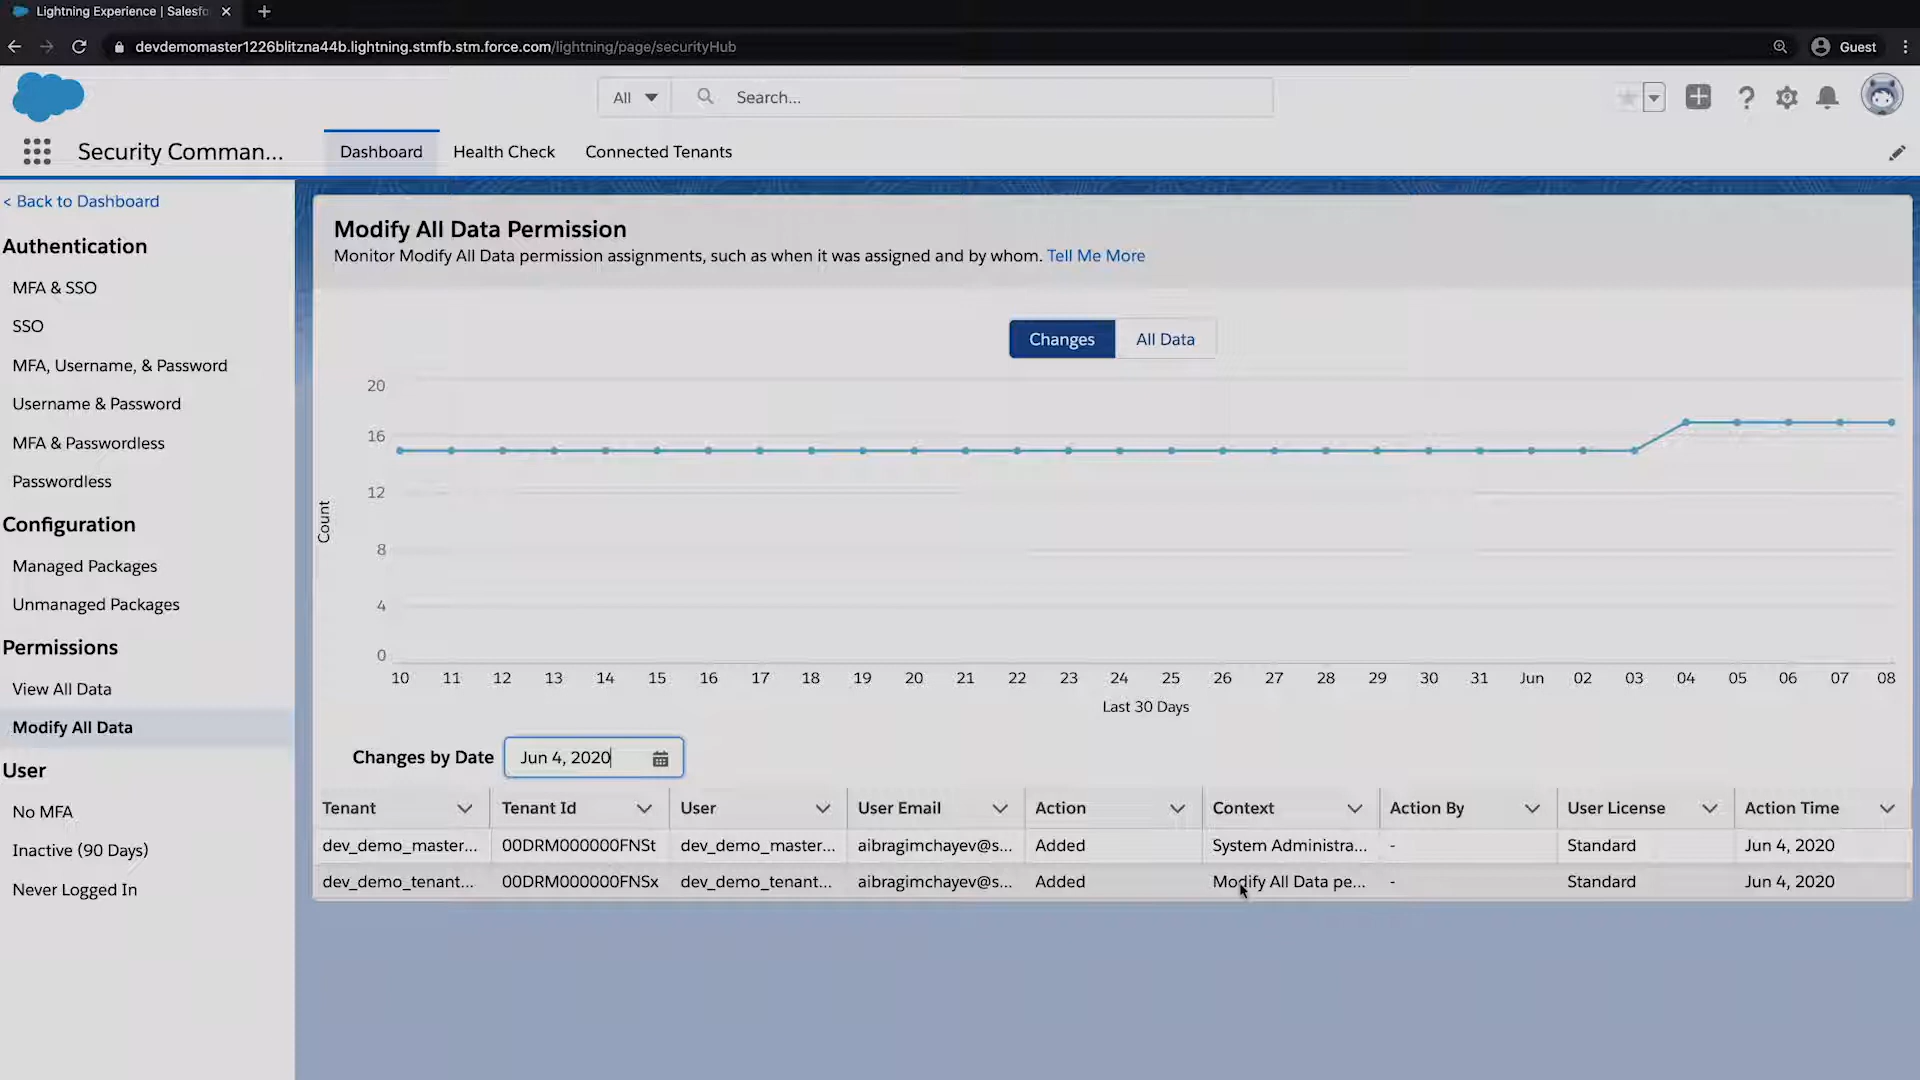 Lightning Experience | Salesfo
devdemomaster1226blitzna44b.lightning.stmfb.stm.force.com/lightning/page/securityHub
Guest
All
Search...
Security Comman...
Dashboard
Health Check
Connected Tenants
< Back to Dashboard
Authentication
MFA & SSO
SSO
MFA, Username, & Password
Username & Password
MFA & Passwordless
Passwordless
Configuration
Managed Packages
Unmanaged Packages
Permissions
View All Data
Modify All Data
User
No MFA
Inactive (90 Days)
Never Logged In
Modify All Data Permission
Monitor Modify All Data permission assignments, such as when it was assigned and by whom. Tell Me More
Changes All Data
20
16
12
8
4
0
Count
10 11 12 13 14 15 16 17 18 19 20 21 22 23 24 25 26 27 28 29 30 31 Jun 02 03 04 05 06 07 08
Last 30 Days
Changes by Date Jun 4, 2020
Tenant Tenant Id User User Email Action Context Action By User License Action Time
dev_demo_master... 00DRM000000FNSt dev_demo_master... aibragimchayev@s... Added System Administra... - Standard Jun 4, 2020
dev_demo_tenant... 00DRM000000FNSx dev_demo_tenant... aibragimchayev@s... Added Modify All Data pe... - Standard Jun 4, 2020